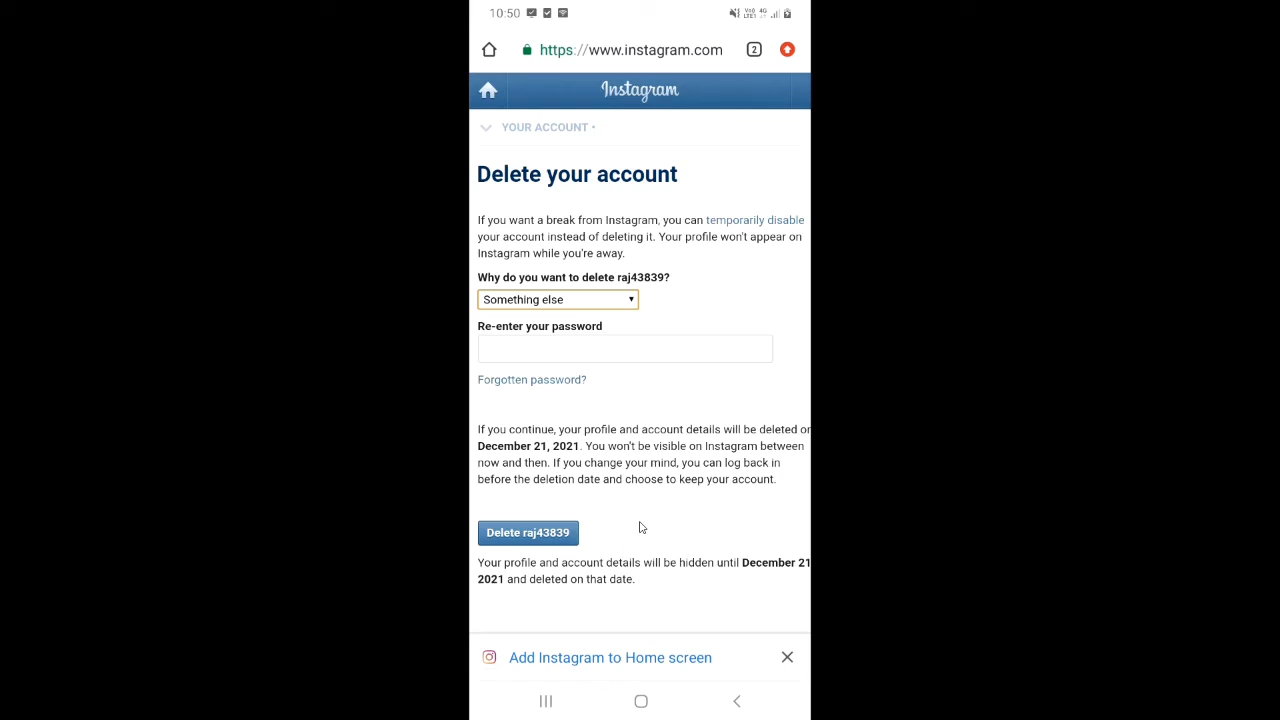 10:50
Vo)) 4G
LTE1
https://www.instagram.com
2
Instagram
YOUR ACCOUNT •
Delete your account
If you want a break from Instagram, you can temporarily disable
your account instead of deleting it. Your profile won't appear on
Instagram while you're away.
Why do you want to delete raj43839?
Something else
Re-enter your password
Forgotten password?
If you continue, your profile and account details will be deleted on
December 21, 2021. You won't be visible on Instagram between
now and then. If you change your mind, you can log back in
before the deletion date and choose to keep your account.
Delete raj43839
Your profile and account details will be hidden until December 21
2021 and deleted on that date.
Add Instagram to Home screen